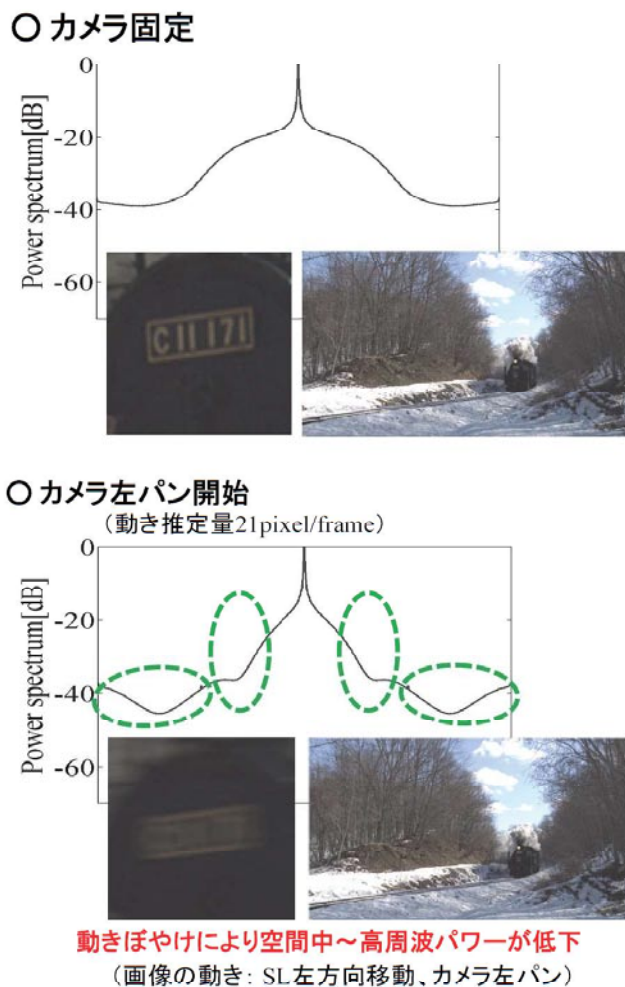 ○ カメラ固定
0
-20
-40
-60
Power spectrum[dB]
C11 171
○ カメラ左パン開始
（動き推定量21pixel/frame）
0
-20
-40
-60
Power spectrum[dB]
動きぼやけにより空間中～高周波パワーが低下
（画像の動き: SL左方向移動、カメラ左パン）